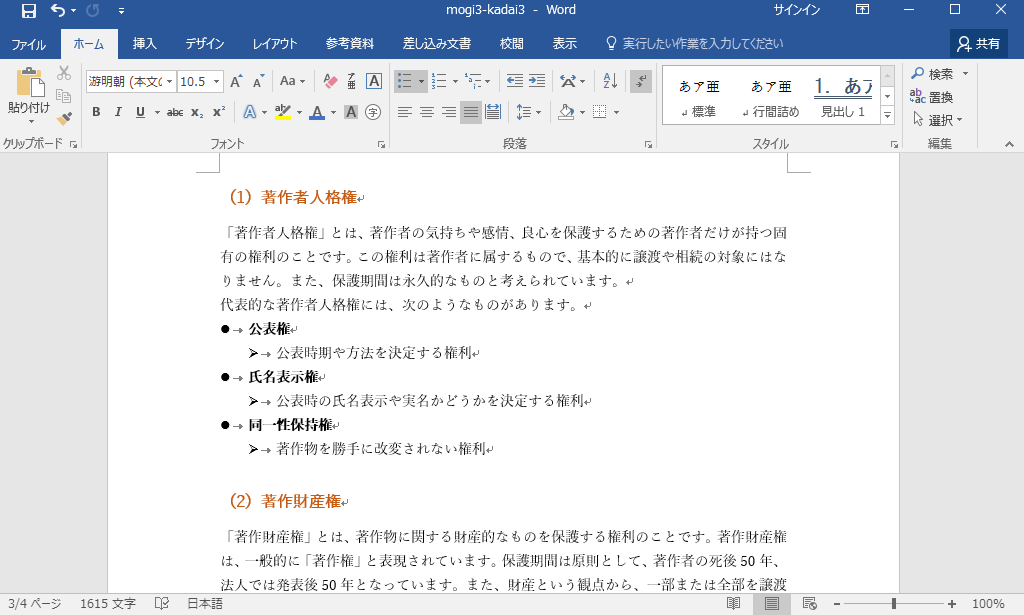 mogi3-kadai3 - Word
サインイン
ファイル ホーム 挿入 デザイン レイアウト 参考資料 差し込み文書 校閲 表示 実行したい作業を入力してください 共有
貼り付け
游明朝 (本文(
10.5
Aa
B I U abc x₂ x²
A A A 字
あア亜 あア亜 1. あア
標準 行間詰め 見出し 1
検索
置換
選択
クリップボード フォント 段落 スタイル 編集
（1）著作者人格権
「著作者人格権」とは、著作者の気持ちや感情、良心を保護するための著作者だけが持つ固
有の権利のことです。この権利は著作者に属するもので、基本的に譲渡や相続の対象にはな
りません。また、保護期間は永久的なものと考えられています。
代表的な著作者人格権には、次のようなものがあります。
● 公表権
➢ 公表時期や方法を決定する権利
● 氏名表示権
➢ 公表時の氏名表示や実名かどうかを決定する権利
● 同一性保持権
➢ 著作物を勝手に改変されない権利
（2）著作財産権
「著作財産権」とは、著作物に関する財産的なものを保護する権利のことです。著作財産権
は、一般的に「著作権」と表現されています。保護期間は原則として、著作者の死後 50 年、
法人では発表後 50 年となっています。また、財産という観点から、一部または全部を譲渡
3/4 ページ 1615 文字 日本語 100%